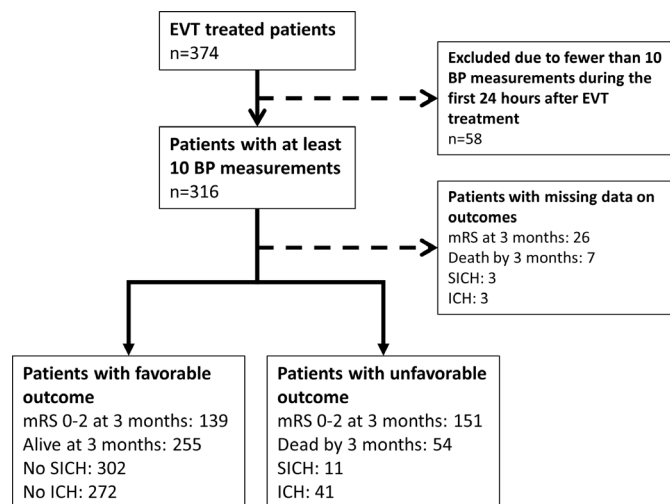 EVT treated patients
n=374
Excluded due to fewer than 10
BP measurements during the
first 24 hours after EVT
treatment
n=58
Patients with at least
10 BP measurements
n=316
Patients with missing data on
outcomes
mRS at 3 months: 26
Death by 3 months: 7
SICH: 3
ICH: 3
Patients with favorable
outcome
mRS 0-2 at 3 months: 139
Alive at 3 months: 255
No SICH: 302
No ICH: 272
Patients with unfavorable
outcome
mRS 0-2 at 3 months: 151
Dead by 3 months: 54
SICH: 11
ICH: 41